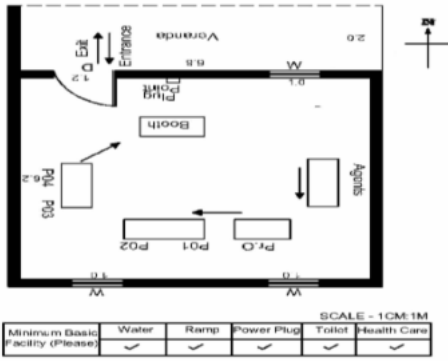 N
Veranda
2.0
Exit
Entrance
D
1.2
6.8
W
1.0
Plug
Point
Booth
P04
P03
6.2
Agents
P02
P01
Pr.O
1.0
1.0
W
W
SCALE - 1CM:1M
Minimum Basic Facility (Please)
Water
Ramp
Power Plug
Toilet
Health Care
✓
✓
✓
✓
✓